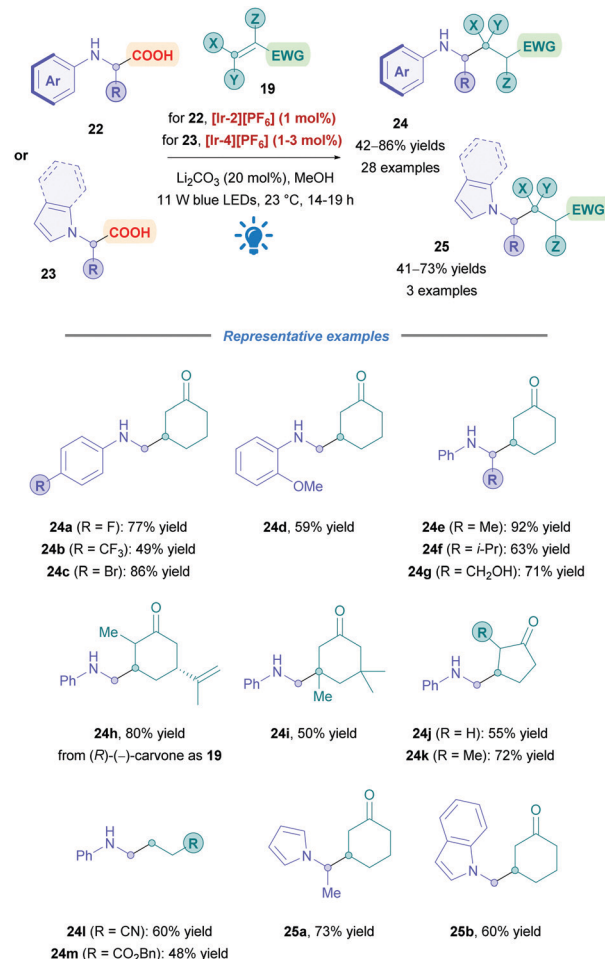 H
N
COOH
Ar
R
22
X
Z
Y
EWG
19
H
N
X Y
EWG
Ar
R
Z
24
or
for 22, [Ir-2][PF6] (1 mol%)
for 23, [Ir-4][PF6] (1-3 mol%)
Li2CO3 (20 mol%), MeOH
11 W blue LEDs, 23 °C, 14-19 h
42–86% yields
28 examples
N
COOH
R
23
X Y
N
EWG
R
Z
25
41–73% yields
3 examples
Representative examples
O
H
N
R
24a (R = F): 77% yield
24b (R = CF3): 49% yield
24c (R = Br): 86% yield
O
H
N
OMe
24d, 59% yield
O
H
N
Ph
R
24e (R = Me): 92% yield
24f (R = i-Pr): 63% yield
24g (R = CH2OH): 71% yield
O
Me
H
N
Ph
24h, 80% yield
from (R)-(–)-carvone as 19
O
H
N
Ph
Me
24i, 50% yield
R
O
H
N
Ph
24j (R = H): 55% yield
24k (R = Me): 72% yield
H
N
Ph
R
24l (R = CN): 60% yield
24m (R = CO2Bn): 48% yield
O
N
Me
25a, 73% yield
O
N
25b, 60% yield